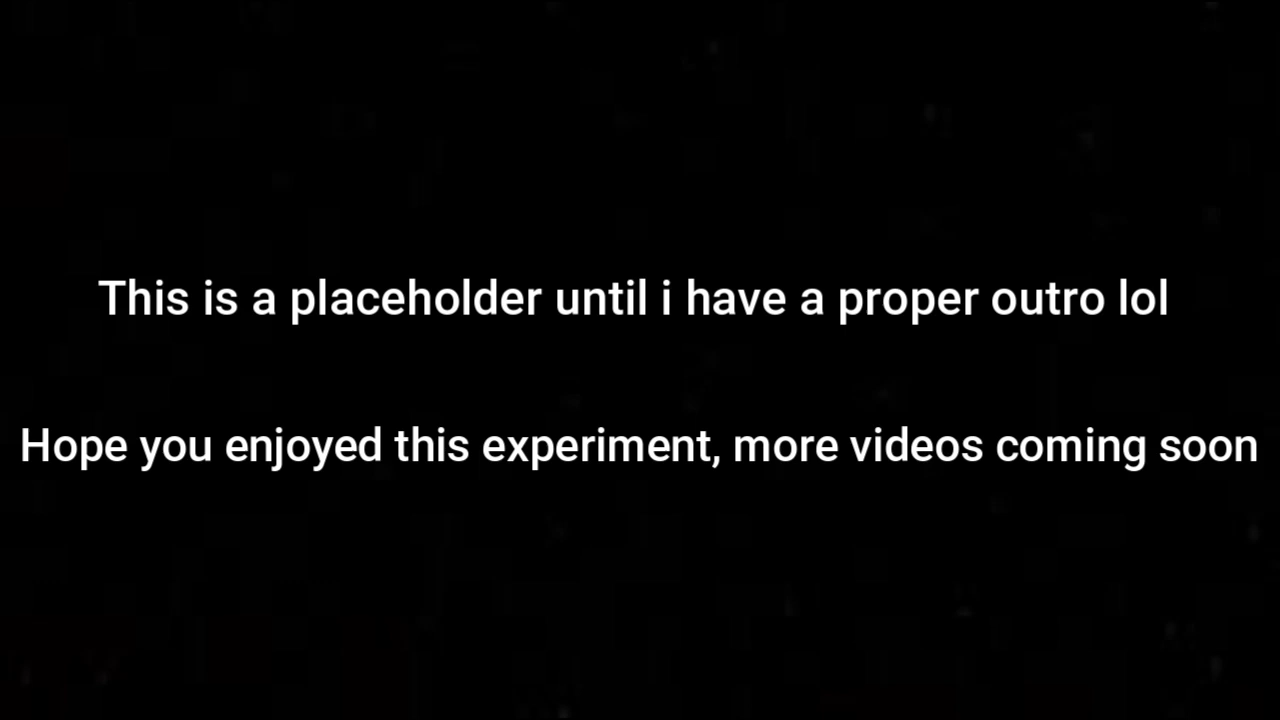 This is a placeholder until i have a proper outro lol
Hope you enjoyed this experiment, more videos coming soon